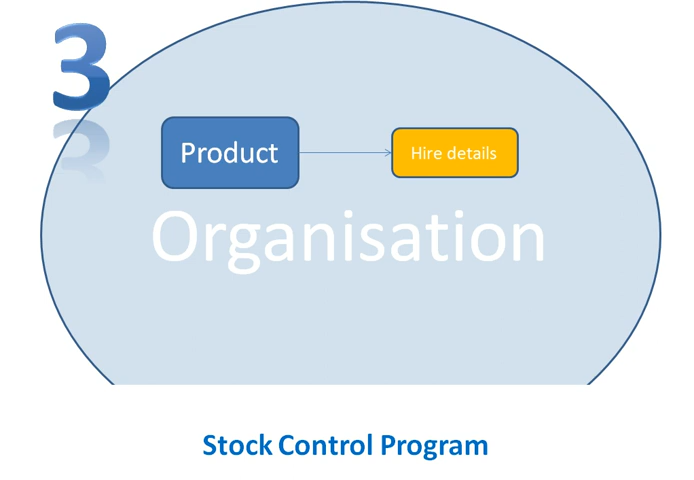 3
Product
Hire details
Organisation
Stock Control Program